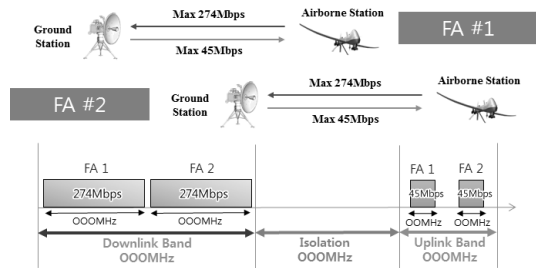 Max 274Mbps
Ground
Station
Max 45Mbps
Airborne Station
FA #1
FA #2
Ground
Station
Max 274Mbps
Max 45Mbps
Airborne Station
FA 1
FA 2
FA 1
FA 2
274Mbps
274Mbps
45Mbps
45Mbps
OOOMHz
OOOMHz
OOOMHz
OOOMHz
Downlink Band
OOOMHz
Isolation
OOOMHz
Uplink Band
OOOMHz